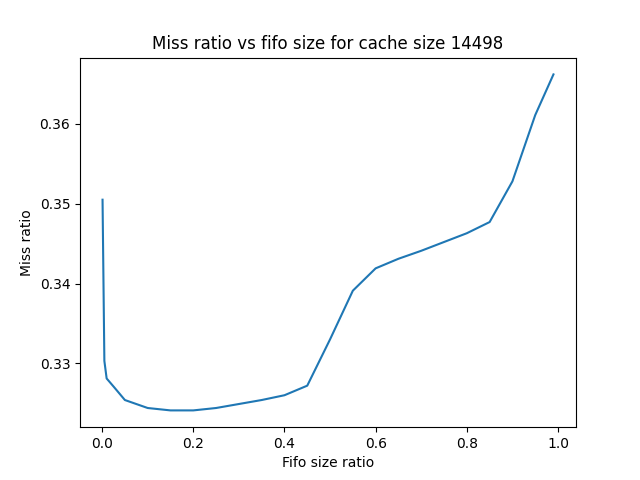 Miss ratio vs fifo size for cache size 14498
Miss ratio
0.36
0.35
0.34
0.33
0.0 0.2 0.4 0.6 0.8 1.0
Fifo size ratio